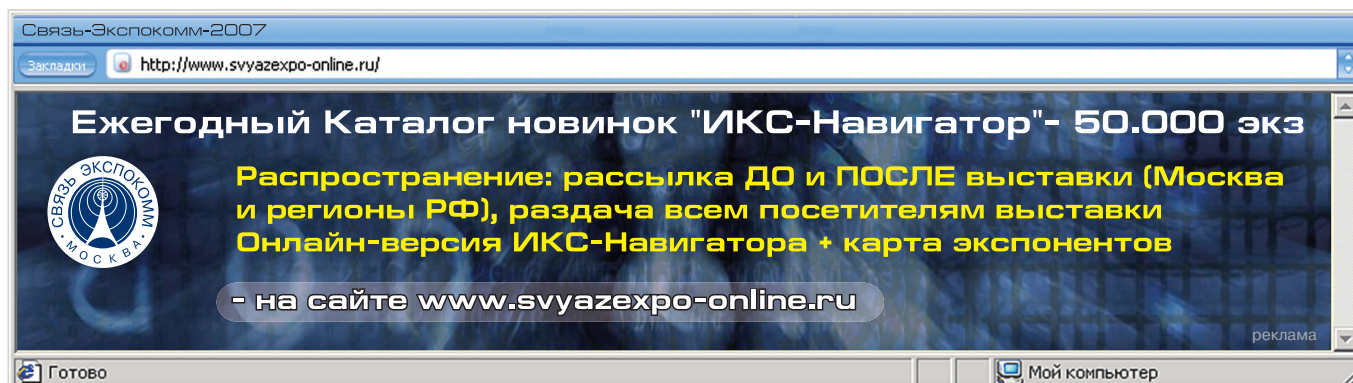 Связь-Экспокомм-2007
Закладки
http://www.svyazexpo-online.ru/
Ежегодный Каталог новинок "ИКС-Навигатор"- 50.000 экз
СВЯЗЬ ЭКСПОКОММ
· МОСКВА ·
Распространение: рассылка ДО и ПОСЛЕ выставки (Москва
и регионы РФ), раздача всем посетителям выставки
Онлайн-версия ИКС-Навигатора + карта экспонентов
- на сайте www.svyazexpo-online.ru
реклама
Готово
Мой компьютер